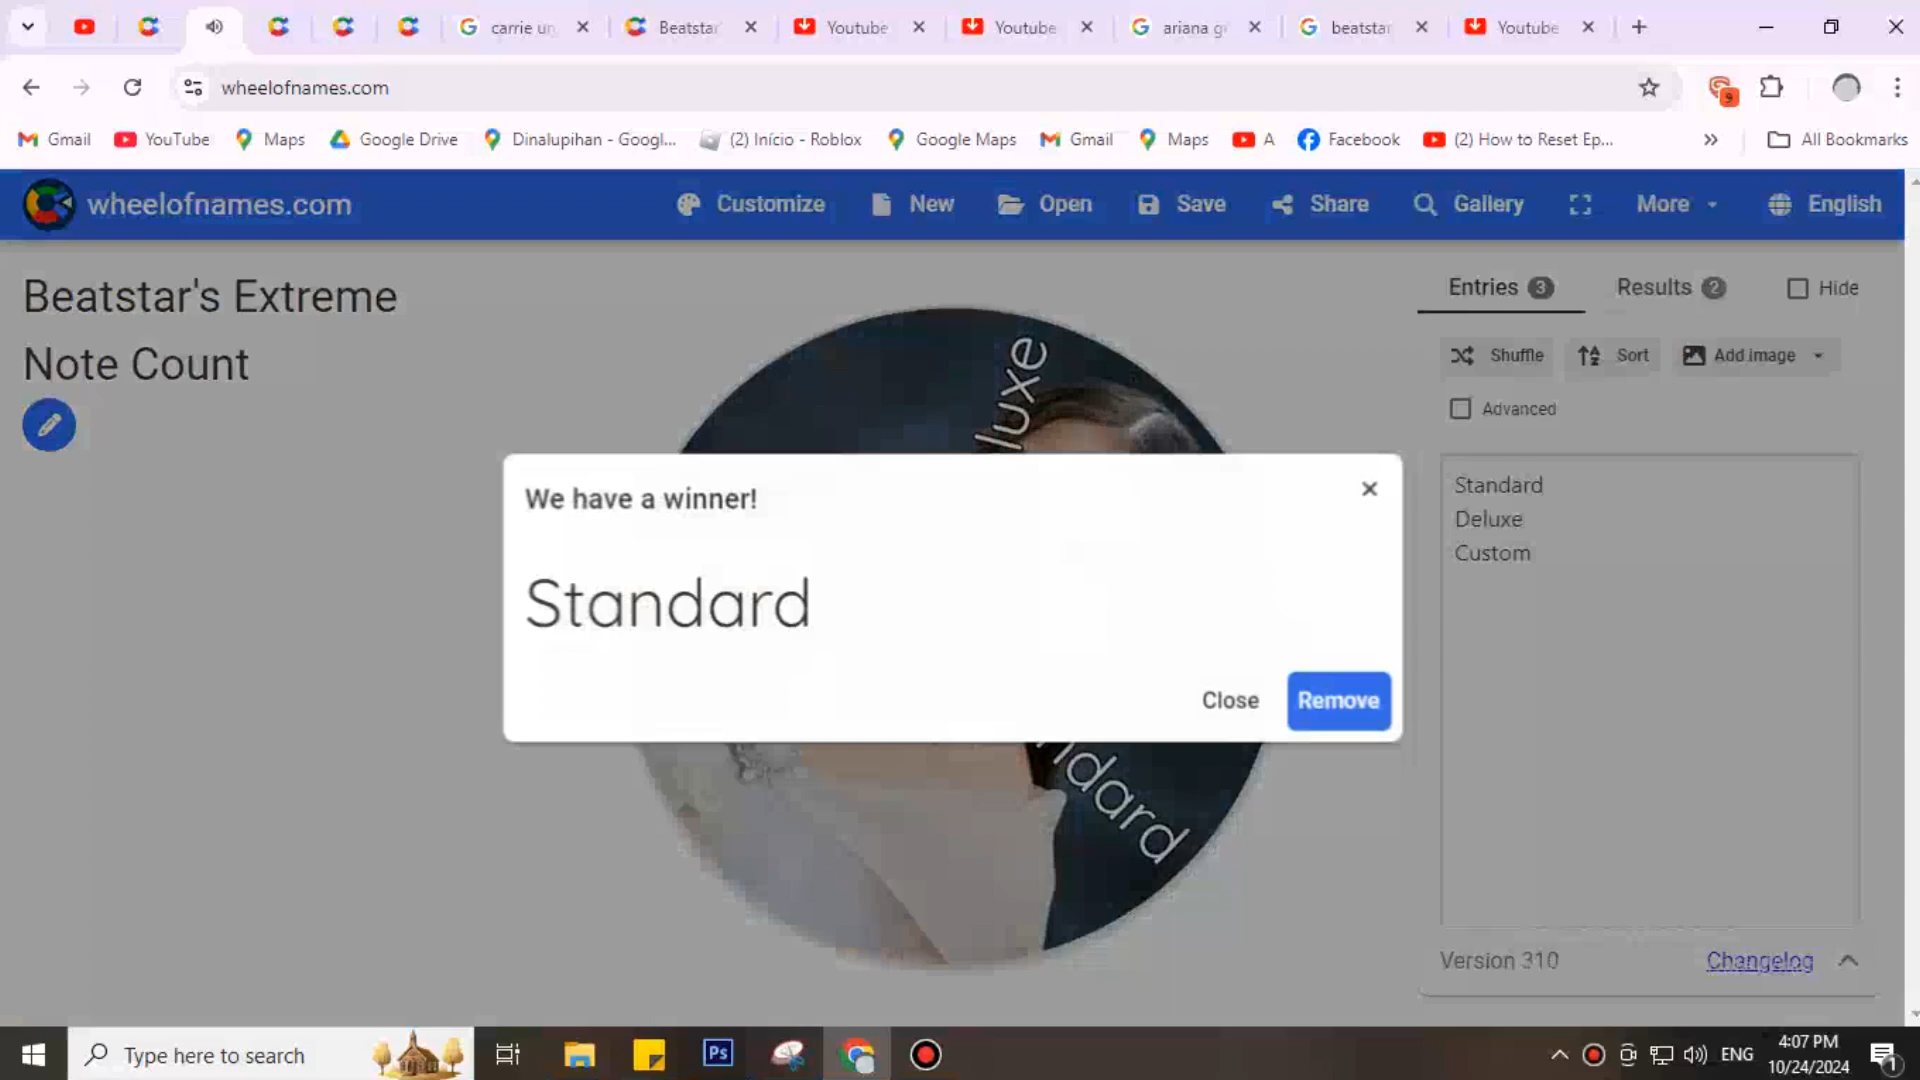 carrie un
Beatstar
Youtube
Youtube
ariana g
beatstar
Youtube
wheelofnames.com
9
Gmail
YouTube
Maps
Google Drive
Dinalupihan - Googl...
(2) Início - Roblox
Google Maps
Gmail
Maps
A
Facebook
(2) How to Reset Ep...
All Bookmarks
wheelofnames.com
Customize
New
Open
Save
Share
Gallery
More
English
Beatstar's Extreme
Note Count
Entries 3
Results 2
Hide
Shuffle
Sort
Add image
Advanced
Standard
Deluxe
Custom
luxe
We have a winner!
Standard
Close
Remove
ndard
Version 310
Changelog
Type here to search
Ps
ENG
4:07 PM
10/24/2024
1